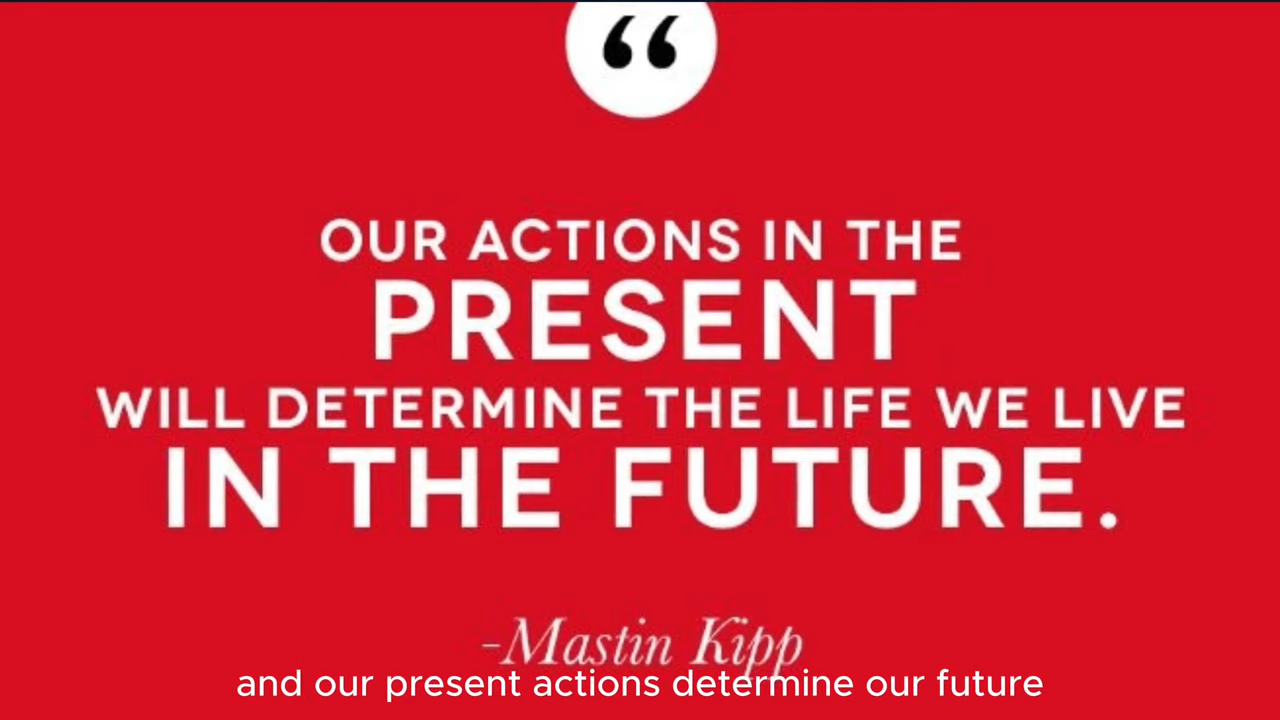 “
OUR ACTIONS IN THE
PRESENT
WILL DETERMINE THE LIFE WE LIVE
IN THE FUTURE.
-Mastin Kipp
and our present actions determine our future